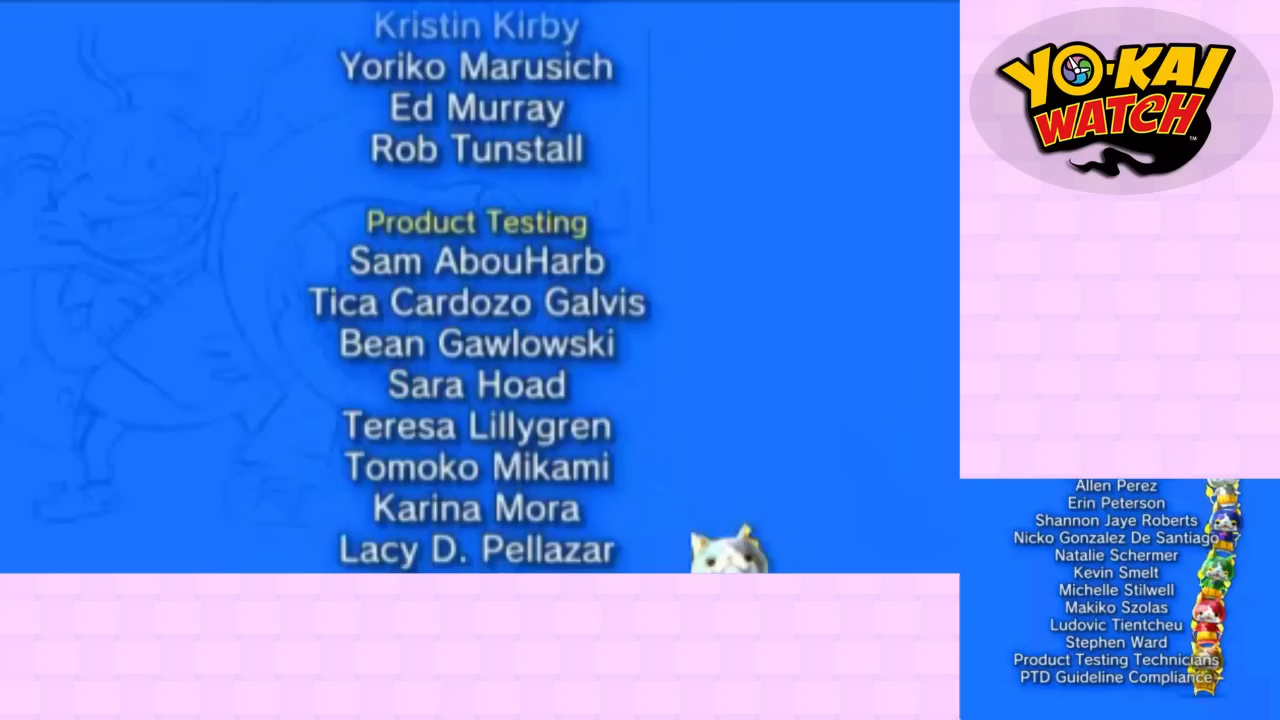 Kristin Kirby
Yoriko Marusich
Ed Murray
Rob Tunstall
Product Testing
Sam AbouHarb
Tica Cardozo Galvis
Bean Gawlowski
Sara Hoad
Teresa Lillygren
Tomoko Mikami
Karina Mora
Lacy D. Pellazar
YO-KAI
WATCH™
Allen Perez
Erin Peterson
Shannon Jaye Roberts
Nicko Gonzalez De Santiago
Natalie Schermer
Kevin Smelt
Michelle Stilwell
Makiko Szolas
Ludovic Tientcheu
Stephen Ward
Product Testing Technicians
PTD Guideline Compliance